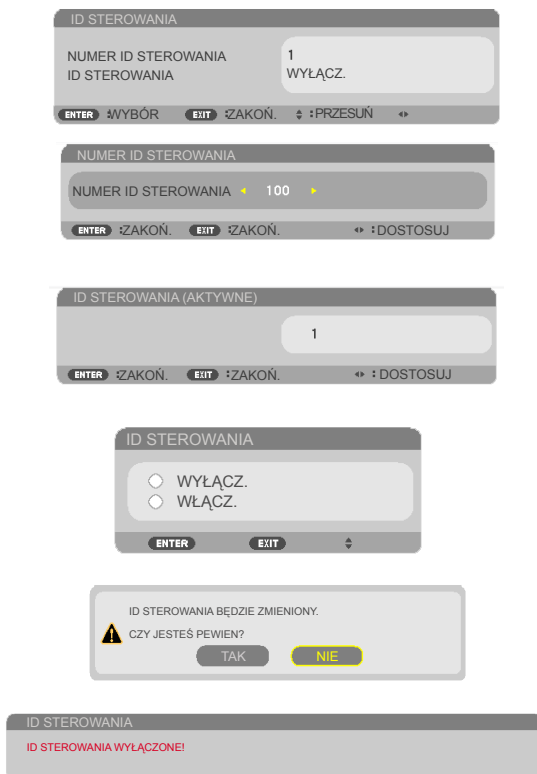 ID STEROWANIA
NUMER ID STEROWANIA 1
ID STEROWANIA WYŁĄCZ.
ENTER :WYBÓR EXIT :ZAKOŃ. :PRZESUŃ
NUMER ID STEROWANIA
NUMER ID STEROWANIA 100
ENTER :ZAKOŃ. EXIT :ZAKOŃ. :DOSTOSUJ
ID STEROWANIA (AKTYWNE)
1
ENTER :ZAKOŃ. EXIT :ZAKOŃ. :DOSTOSUJ
ID STEROWANIA
WYŁĄCZ.
WŁĄCZ.
ENTER EXIT
ID STEROWANIA BĘDZIE ZMIENIONY.
CZY JESTEŚ PEWIEN?
TAK NIE
ID STEROWANIA
ID STEROWANIA WYŁĄCZONE!